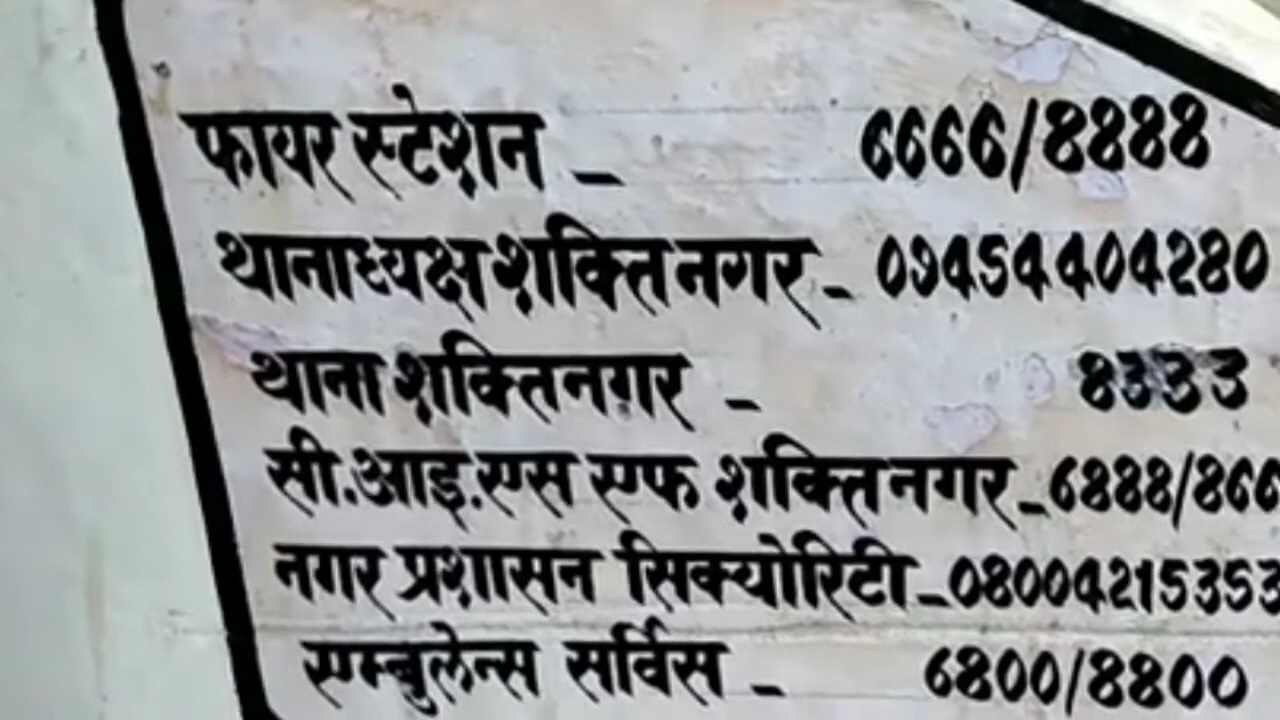 फायर स्टेशन - 6666/8888
थानाध्यक्ष शक्तिनगर - 09454404280
थाना शक्तिनगर - 8333
सी.आइ.एस एफ शक्तिनगर - 6888/866
नगर प्रशासन सिक्योरिटी - 08004215353
एम्बुलेन्स सर्विस - 6800/8800